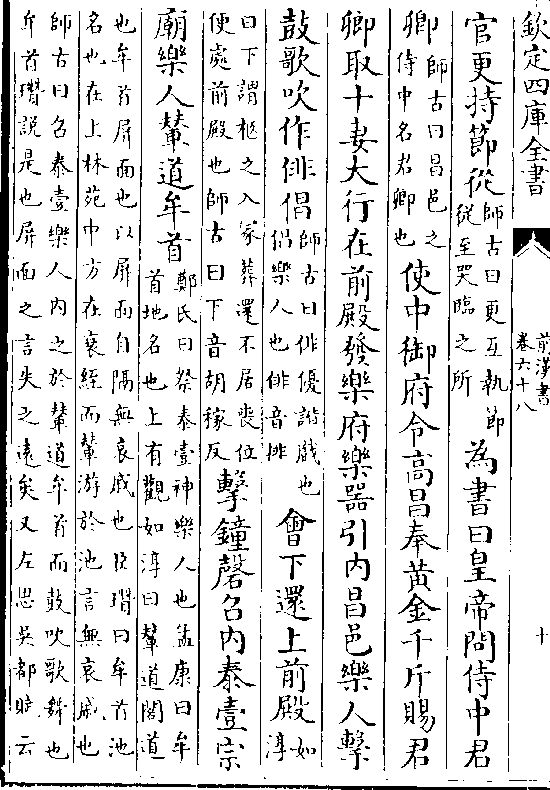 欽定四庫全書
前漢書
卷六十八
十
官更持節從師古曰更互執節從至哭臨之所為書曰皇帝問侍中君
卿師古曰昌邑之侍中名君卿也使中御府令高昌奉黄金千斤賜君
卿取十妻大行在前殿發樂府樂器引内昌邑樂人擊
鼓歌吹作俳倡師古曰俳優諧戲也倡樂人也俳音排會下還上前殿如淳
曰下謂柩之入冢葬還不居喪位便處前殿也師古曰下音胡稼反擊鐘磬召内泰壹宗
廟樂人輦道牟首鄭氏曰祭泰壹神樂人也孟康曰牟首地名也上有觀如淳曰輦道閣道
也牟首屏面也以屏面自隔無哀戚也臣瓚曰牟首池
名也在上林苑中方在衰絰而輦游於池言無哀戚也
師古曰召泰壹樂人内之於輦道牟首而鼓吹歌舞也
牟首瓚說是也屏面之言失之遠矣又左思吳都賦云